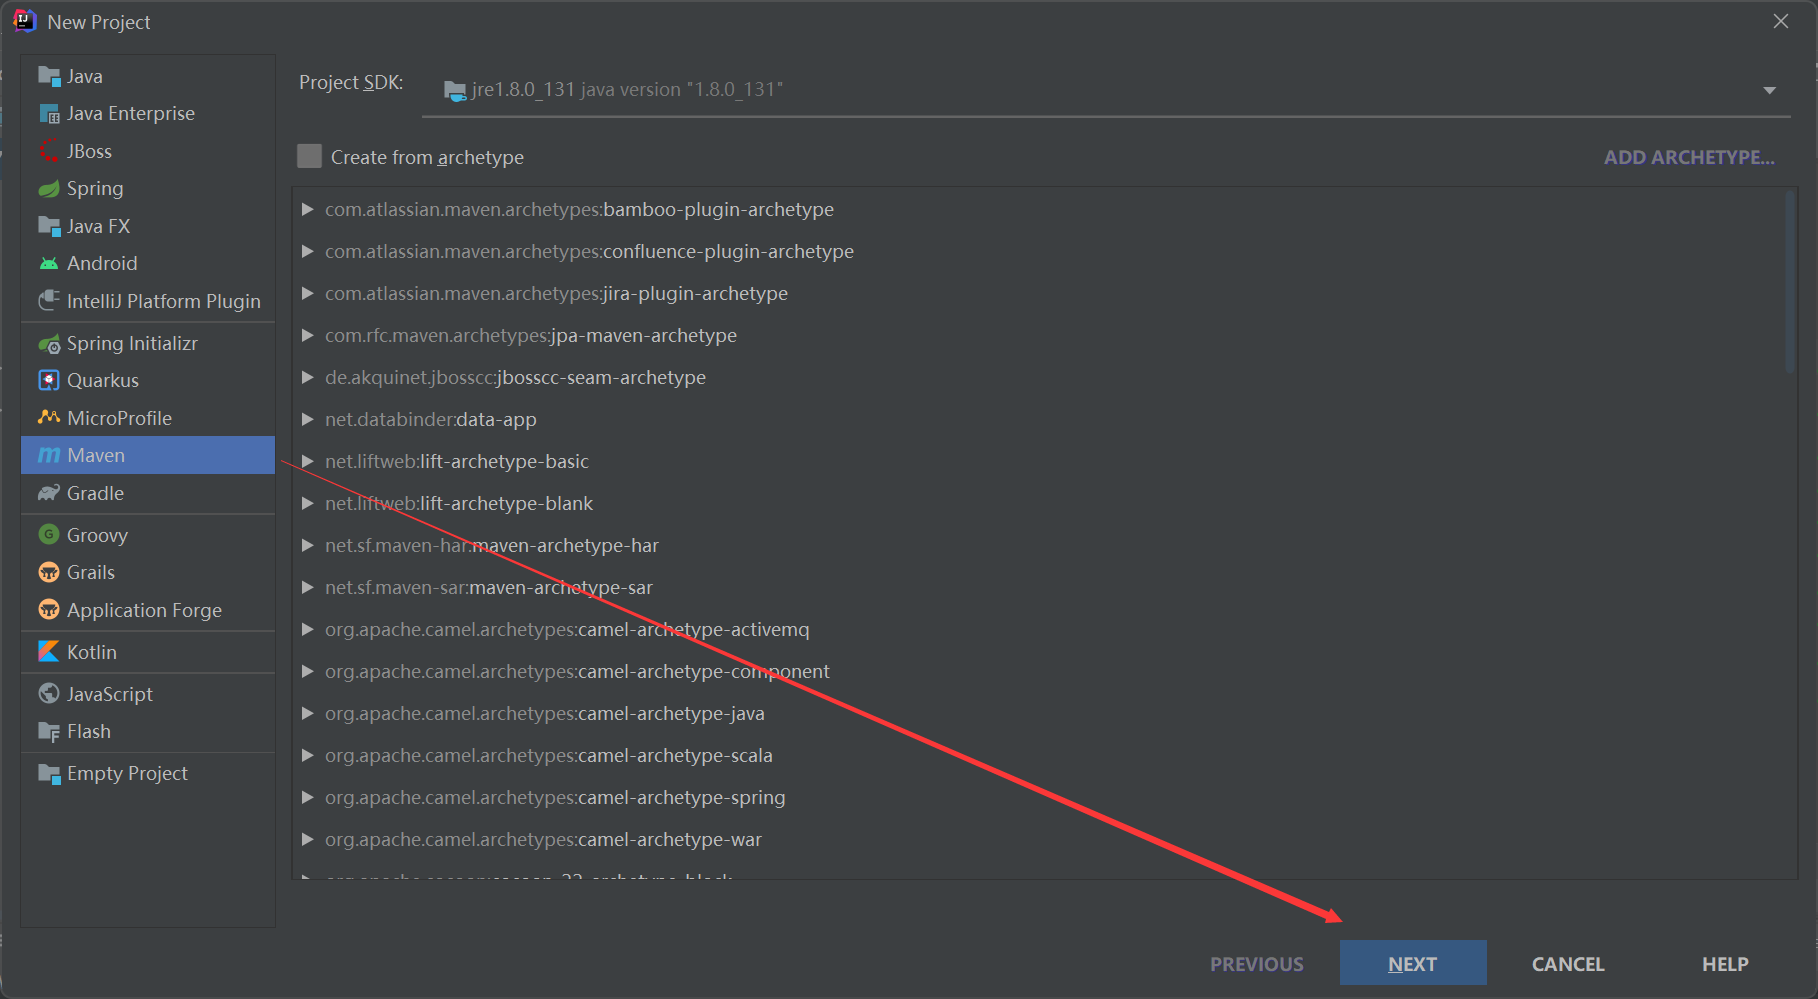 New Project
Java
Java Enterprise
JBoss
Spring
Java FX
Android
IntelliJ Platform Plugin
Spring Initializr
Quarkus
MicroProfile
Maven
Gradle
Groovy
Grails
Application Forge
Kotlin
JavaScript
Flash
Empty Project
Project SDK: jre1.8.0_131 java version "1.8.0_131"
Create from archetype ADD ARCHETYPE...
com.atlassian.maven.archetypes:bamboo-plugin-archetype
com.atlassian.maven.archetypes:confluence-plugin-archetype
com.atlassian.maven.archetypes:jira-plugin-archetype
com.rfc.maven.archetypes:jpa-maven-archetype
de.akquinet.jbosscc:jbosscc-seam-archetype
net.databinder:data-app
net.liftweb:lift-archetype-basic
net.liftweb:lift-archetype-blank
net.sf.maven-har:maven-archetype-har
net.sf.maven-sar:maven-archetype-sar
org.apache.camel.archetypes:camel-archetype-activemq
org.apache.camel.archetypes:camel-archetype-component
org.apache.camel.archetypes:camel-archetype-java
org.apache.camel.archetypes:camel-archetype-scala
org.apache.camel.archetypes:camel-archetype-spring
org.apache.camel.archetypes:camel-archetype-war
PREVIOUS NEXT CANCEL HELP